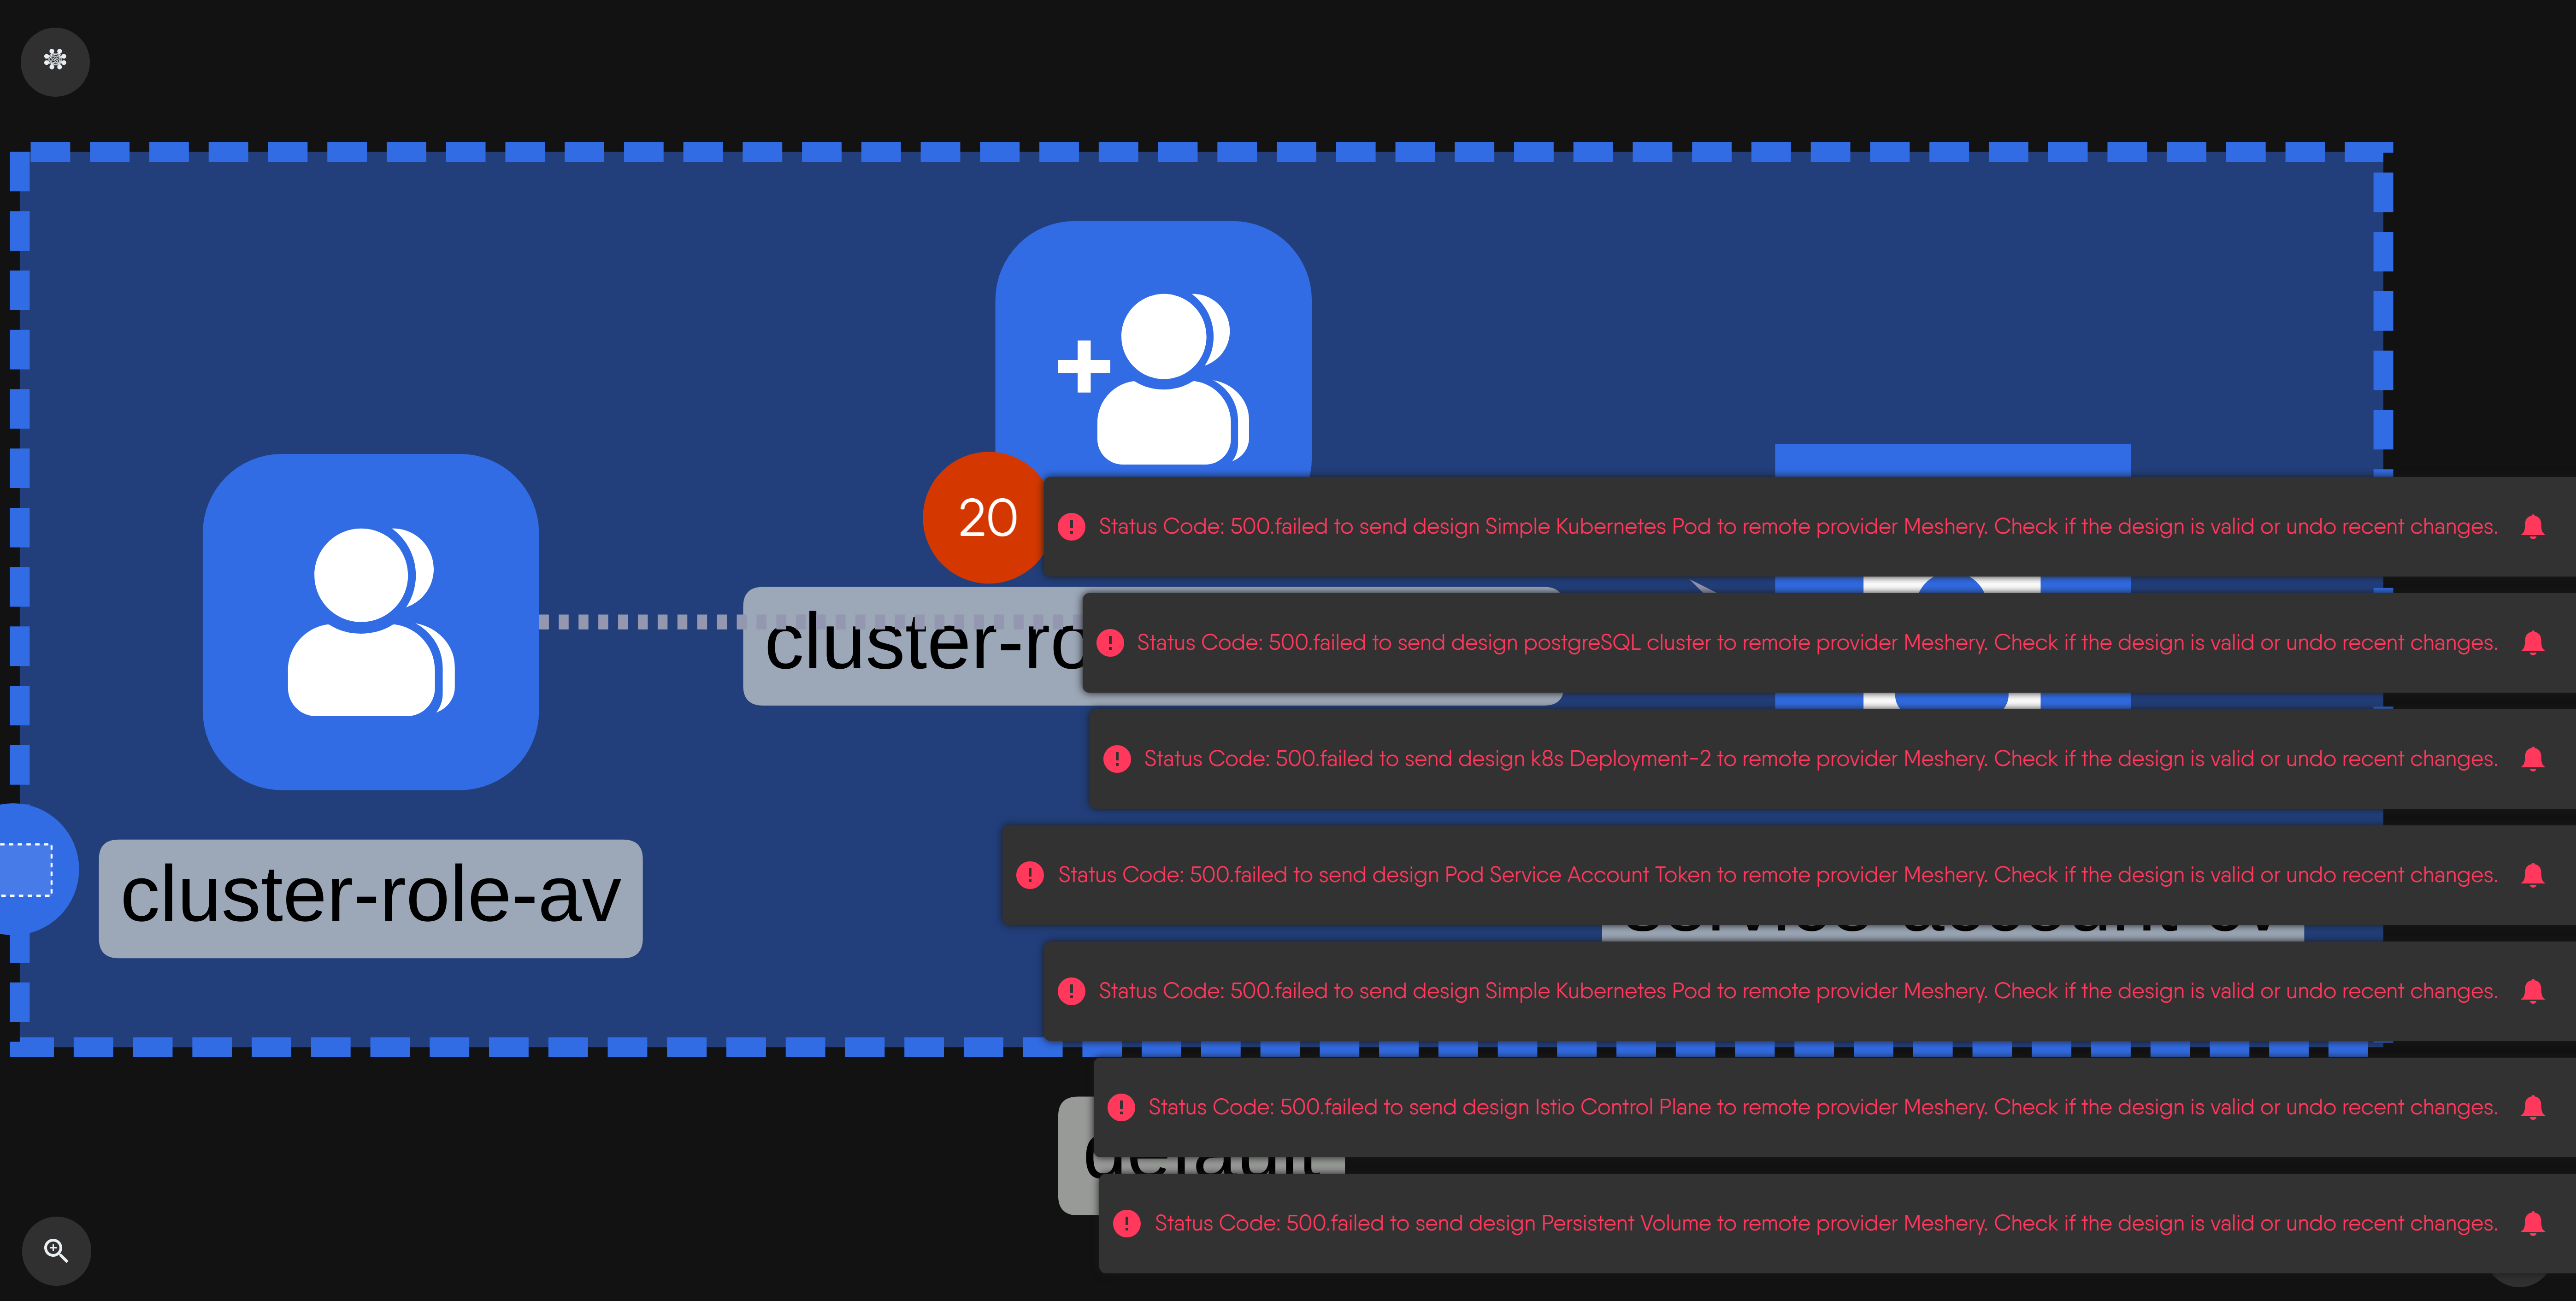 20
Status Code: 500.failed to send design Simple Kubernetes Pod to remote provider Meshery. Check if the design is valid or undo recent changes.
cluster-ro
Status Code: 500.failed to send design postgreSQL cluster to remote provider Meshery. Check if the design is valid or undo recent changes.
Status Code: 500.failed to send design k8s Deployment-2 to remote provider Meshery. Check if the design is valid or undo recent changes.
cluster-role-av
Status Code: 500.failed to send design Pod Service Account Token to remote provider Meshery. Check if the design is valid or undo recent changes.
Status Code: 500.failed to send design Simple Kubernetes Pod to remote provider Meshery. Check if the design is valid or undo recent changes.
Status Code: 500.failed to send design Istio Control Plane to remote provider Meshery. Check if the design is valid or undo recent changes.
default
Status Code: 500.failed to send design Persistent Volume to remote provider Meshery. Check if the design is valid or undo recent changes.